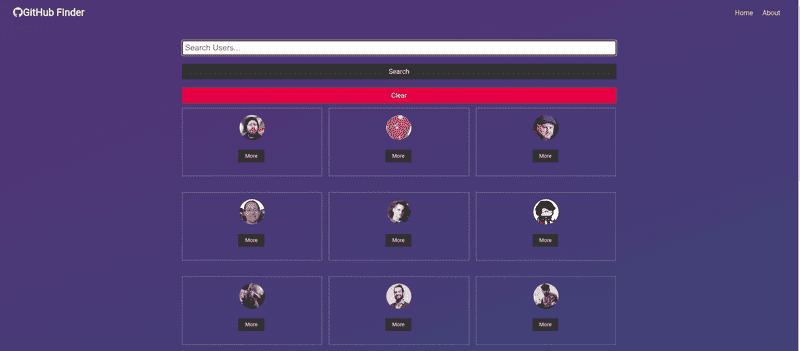 GitHub Finder
Home About
Search Users...
Search
Clear
More More More
More More More
More More More